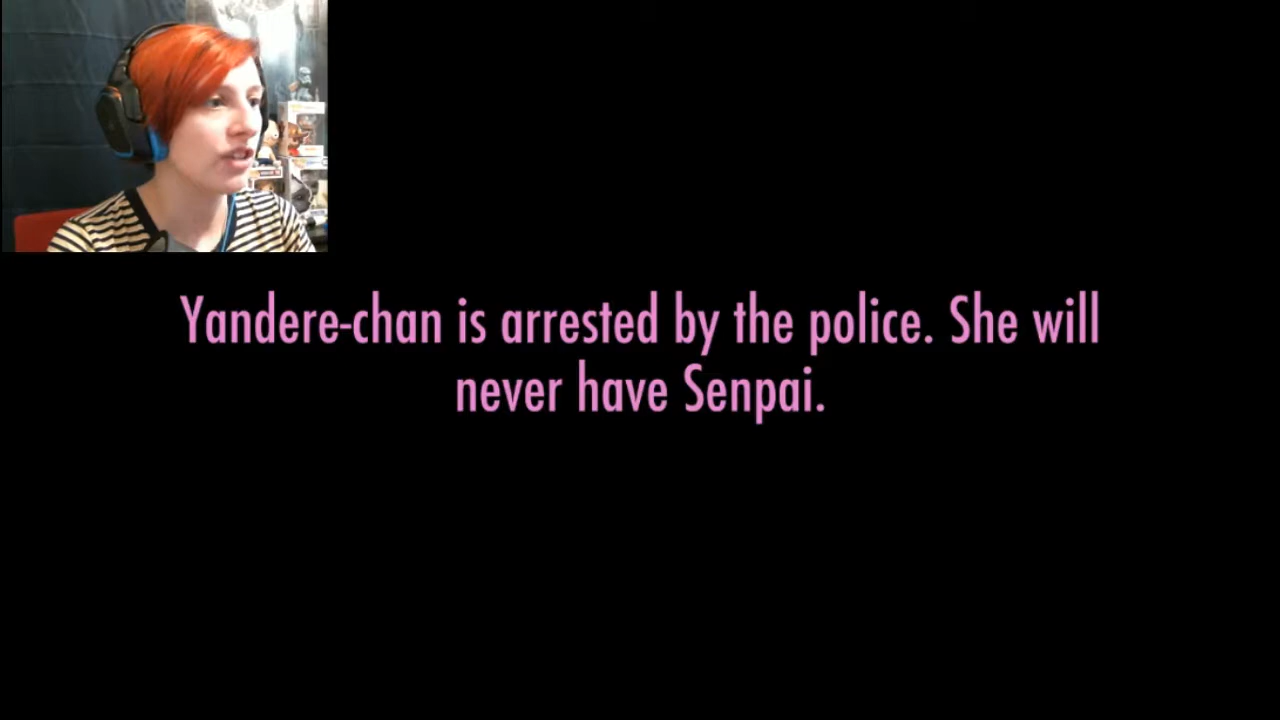 Yandere-chan is arrested by the police. She will
never have Senpai.